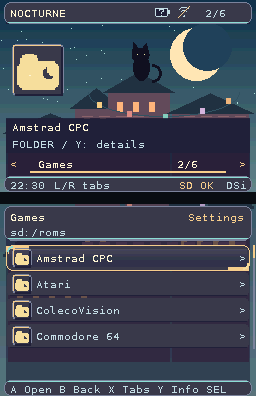 NOCTURNE 2/6
Amstrad CPC
FOLDER / Y: details
< Games 2/6 >
22:30 L/R tabs SD OK DSi
Games Settings
sd:/roms
Amstrad CPC >
Atari >
ColecoVision >
Commodore 64 >
A Open B Back X Tabs Y Info SEL